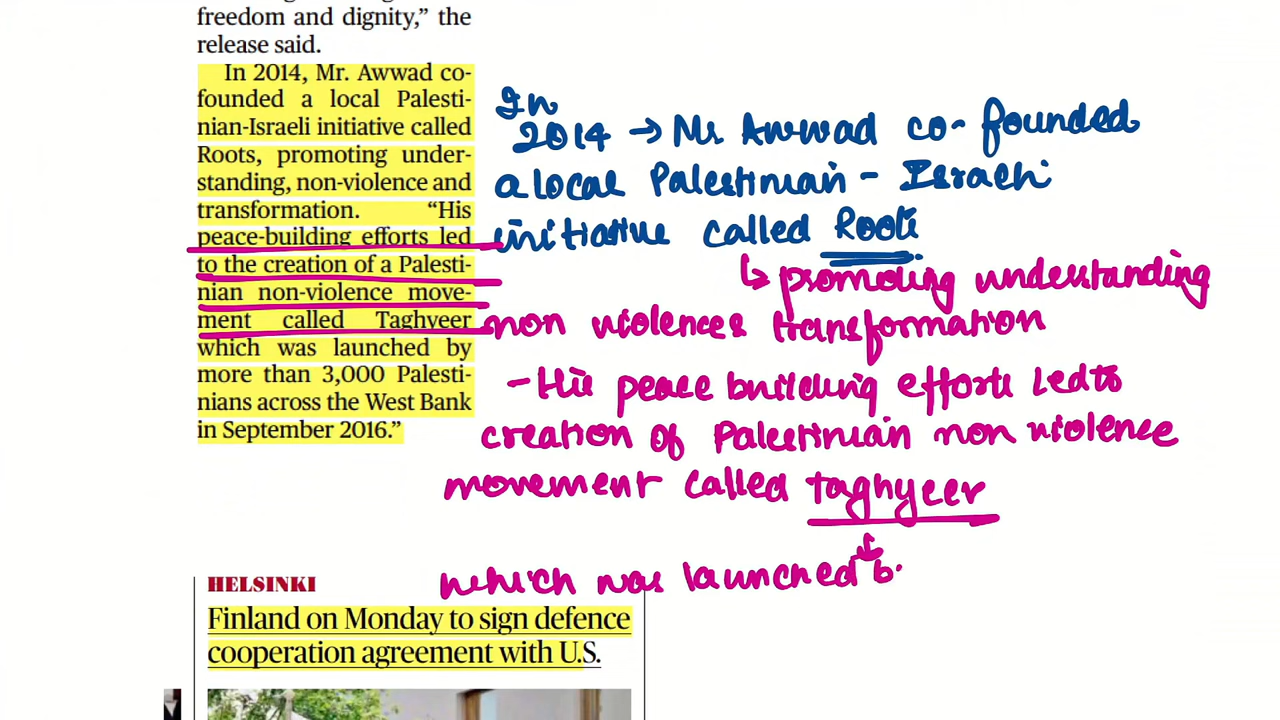 freedom and dignity,” the
release said.
In 2014, Mr. Awwad co-
founded a local Palesti-
nian-Israeli initiative called
Roots, promoting under-
standing, non-violence and
transformation. “His
peace-building efforts led
to the creation of a Palesti-
nian non-violence move-
ment called Taghyeer
which was launched by
more than 3,000 Palesti-
nians across the West Bank
in September 2016.”
In
2014 → Mr Awwad co-founded
a local Palestinian - Israeli
initiative called Roots
↳ promoting understanding
non violences transformation
- His peace building efforts led to
creation of Palestinian non violence
movement called taghyeer
↓
which was launched b
HELSINKI
Finland on Monday to sign defence
cooperation agreement with U.S.